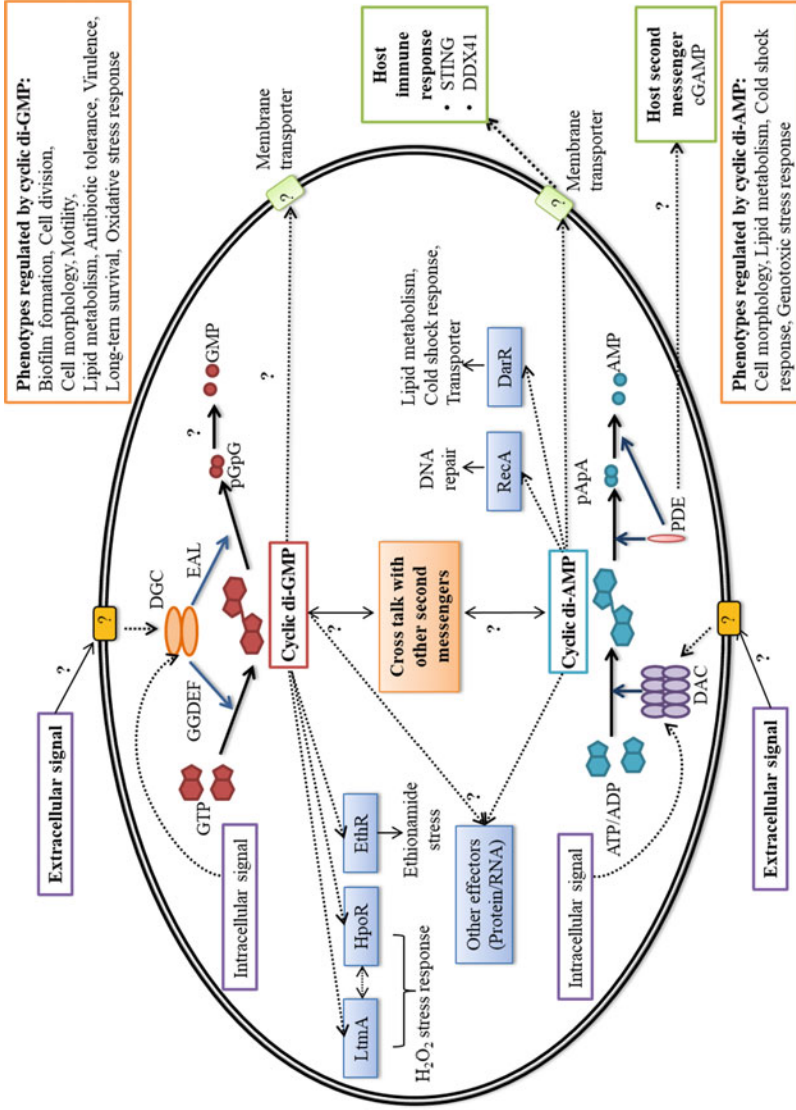 Extracellular signal
?
?
Intracellular signal
DGC
GGDEF
EAL
GTP
pGpG
?
GMP
Phenotypes regulated by cyclic di-GMP:
Biofilm formation, Cell division,
Cell morphology, Motility,
Lipid metabolism, Antibiotic tolerance, Virulence,
Long-term survival, Oxidative stress response
Cyclic di-GMP
?
?
Membrane
transporter
LtmA
HpoR
EthR
H2O2 stress response
Ethionamide
stress
?
Cross talk with
other second
messengers
?
?
Other effectors
(Protein/RNA)
DNA
repair
RecA
Lipid metabolism,
Cold shock response,
Transporter
DarR
Cyclic di-AMP
?
Membrane
transporter
Host
immune
response
• STING
• DDX41
Intracellular signal
ATP/ADP
DAC
pApA
AMP
PDE
?
Host second
messenger
cGAMP
?
?
Extracellular signal
Phenotypes regulated by cyclic di-AMP:
Cell morphology, Lipid metabolism, Cold shock
response, Genotoxic stress response